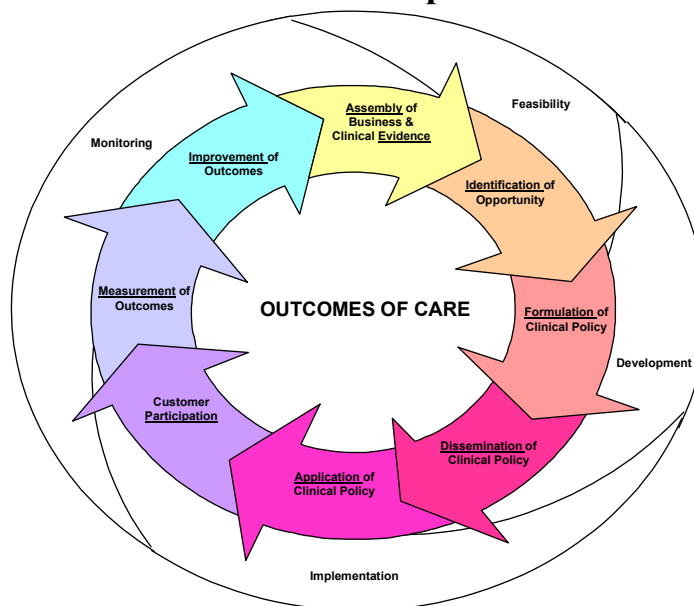 Assembly of
Business &
Clinical Evidence
Feasibility
Identification of
Opportunity
Formulation of
Clinical Policy
Development
Dissemination of
Clinical Policy
Application of
Clinical Policy
Implementation
Customer
Participation
Measurement of
Outcomes
Monitoring
Improvement of
Outcomes
OUTCOMES OF CARE